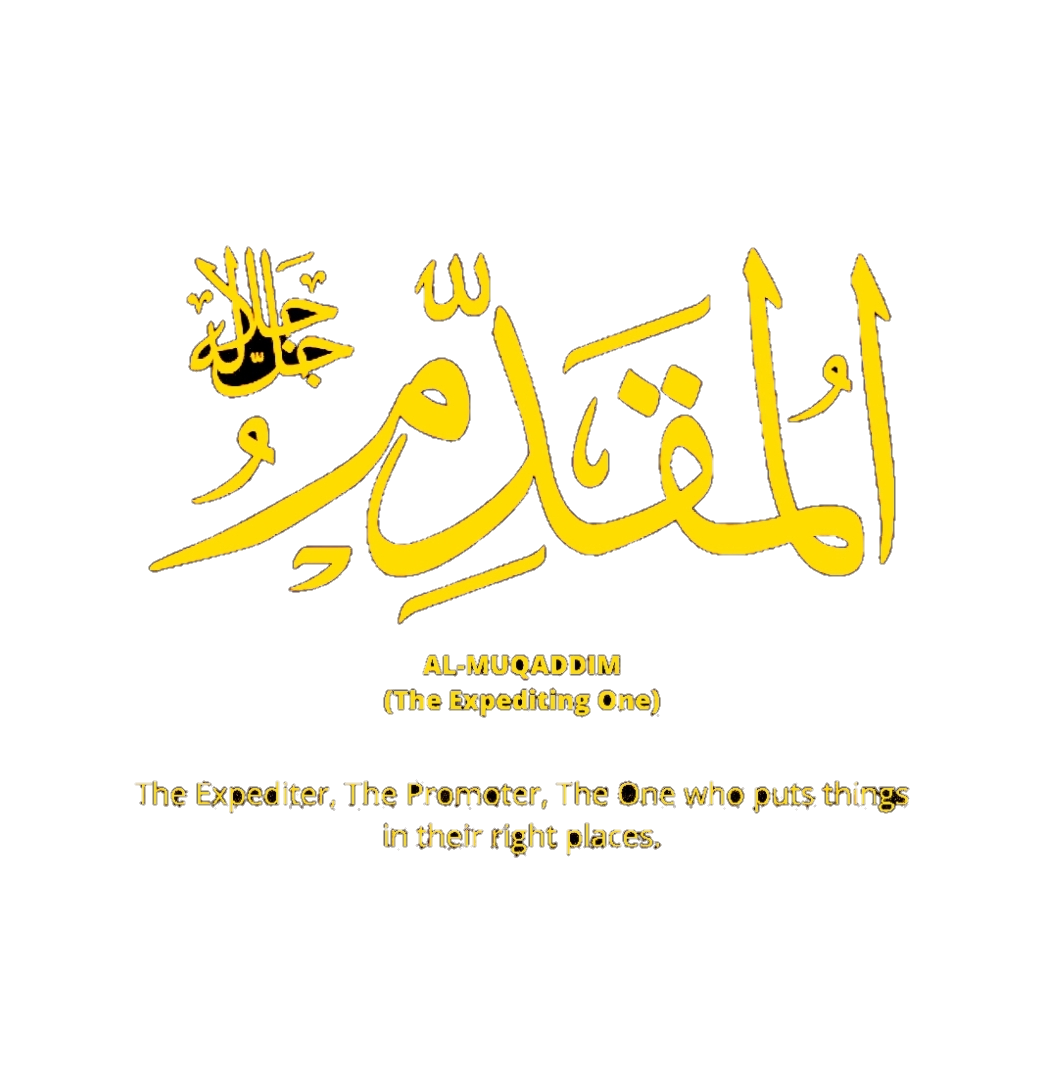 المُقَدِّمُ جل جلاله
AL-MUQADDIM
(The Expediting One)
The Expediter, The Promoter, The One who puts things
in their right places.